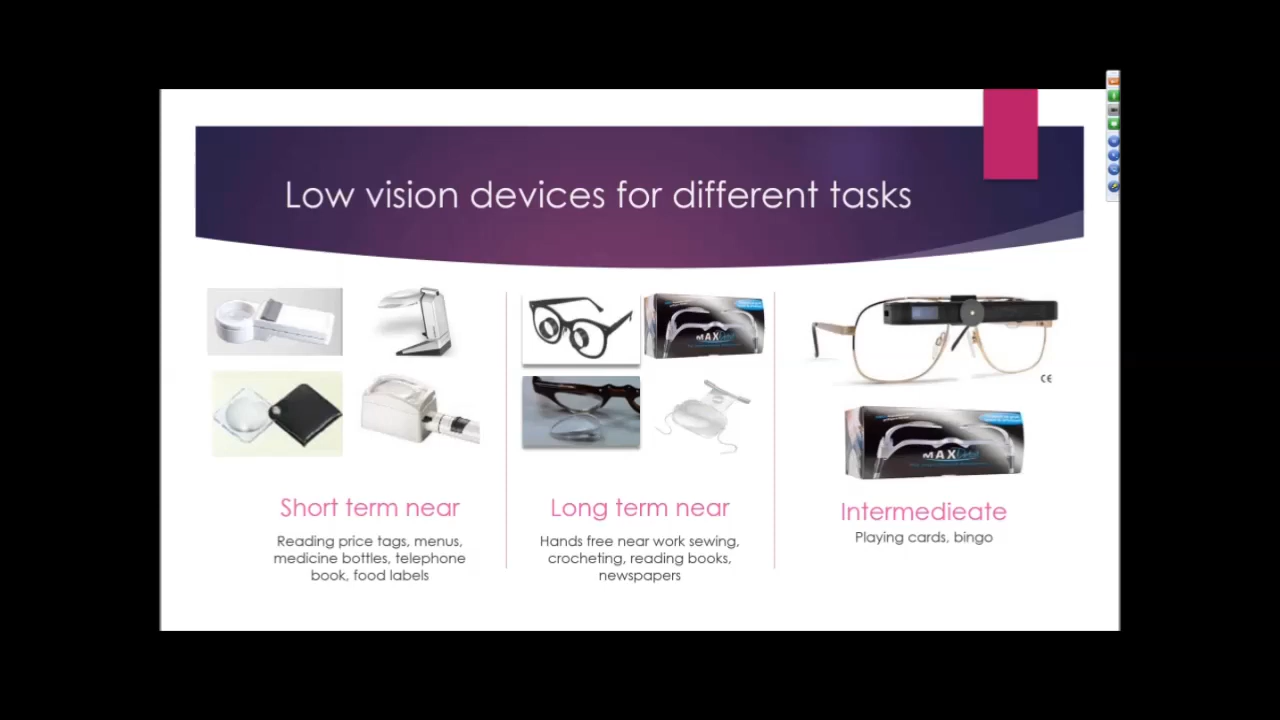 Low vision devices for different tasks
MAX
MAX
CE
Short term near
Reading price tags, menus,
medicine bottles, telephone
book, food labels
Long term near
Hands free near work sewing,
crocheting, reading books,
newspapers
Intermedieate
Playing cards, bingo